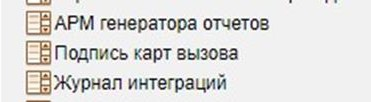 АРМ генератора отчетов
Подпись карт вызова
Журнал интеграций